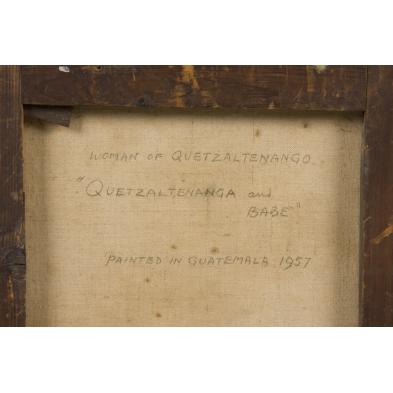 WOMAN OF QUETZALTENANGO
"QUETZALTENANGA and
BABE"
PAINTED IN GUATEMALA 1957